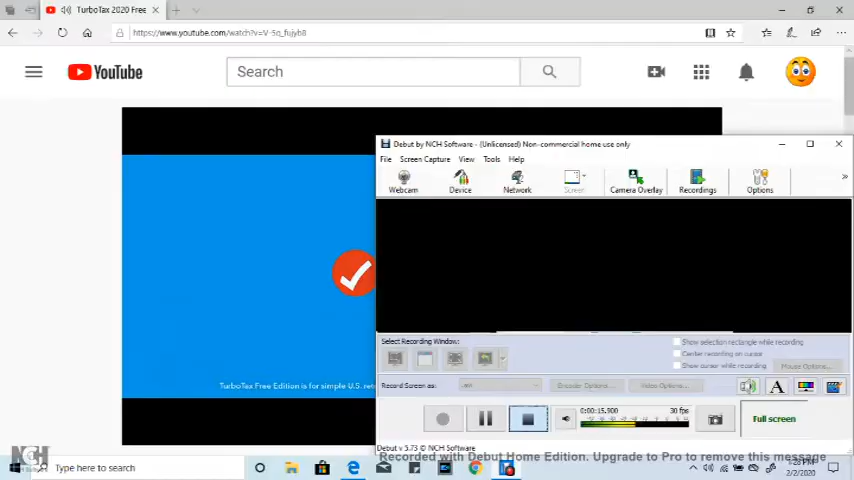 TurboTax 2020 Free
https://www.youtube.com/watch?v=V-5q_fujyb8
YouTube
Search
Debut by NCH Software - (Unlicensed) Non-commercial home use only
File Screen Capture View Tools Help
Webcam Device Network Screen Camera Overlay Recordings Options
TurboTax Free Edition is for simple U.S. ret
Select Recording Window:
Show selection rectangle while recording
Center recording on cursor
Show cursor while recording
Mouse Options...
Record Screen as: .avi Encoder Options... Video Options...
0:00:15.900 30 fps
Full screen
Debut v 5.73 © NCH Software
NCH
Recorded with Debut Home Edition. Upgrade to Pro to remove this message
Type here to search
2/2/2020